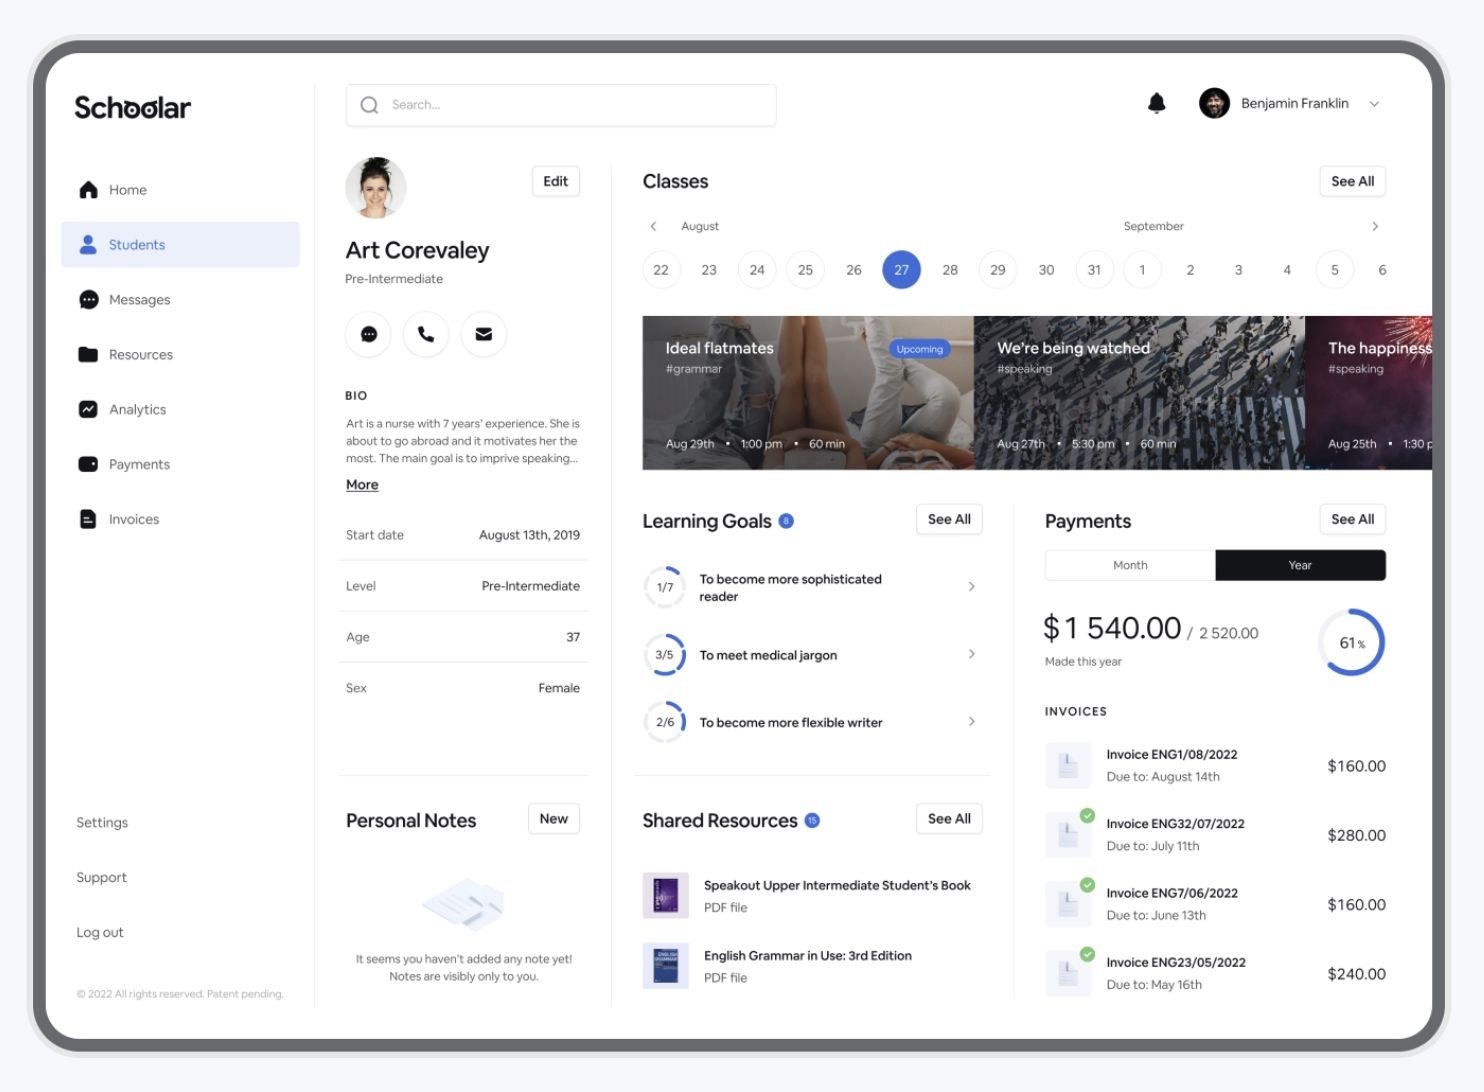 Schoolar
Search...
Benjamin Franklin
Home
Students
Messages
Resources
Analytics
Payments
Invoices
Settings
Support
Log out
© 2022 All rights reserved. Patent pending.
Edit
Art Corevaley
Pre-Intermediate
BIO
Art is a nurse with 7 years' experience. She is
about to go abroad and it motivates her the
most. The main goal is to imprive speaking...
More
Start date August 13th, 2019
Level Pre-Intermediate
Age 37
Sex Female
Personal Notes New
It seems you haven't added any note yet!
Notes are visibly only to you.
Classes See All
August September
22 23 24 25 26 27 28 29 30 31 1 2 3 4 5 6
Ideal flatmates Upcoming
#grammar
Aug 29th • 1:00 pm • 60 min
We're being watched
#speaking
Aug 27th • 5:30 pm • 60 min
The happiness
#speaking
Aug 25th • 1:30 p
Learning Goals 8 See All
1/7 To become more sophisticated
reader
3/5 To meet medical jargon
2/6 To become more flexible writer
Shared Resources 15 See All
Speakout Upper Intermediate Student's Book
PDF file
ENGLISH
GRAMMAR
English Grammar in Use: 3rd Edition
PDF file
Payments See All
Month Year
$1 540.00 / 2 520.00
Made this year
61%
INVOICES
Invoice ENG1/08/2022
Due to: August 14th
$160.00
Invoice ENG32/07/2022
Due to: July 11th
$280.00
Invoice ENG7/06/2022
Due to: June 13th
$160.00
Invoice ENG23/05/2022
Due to: May 16th
$240.00